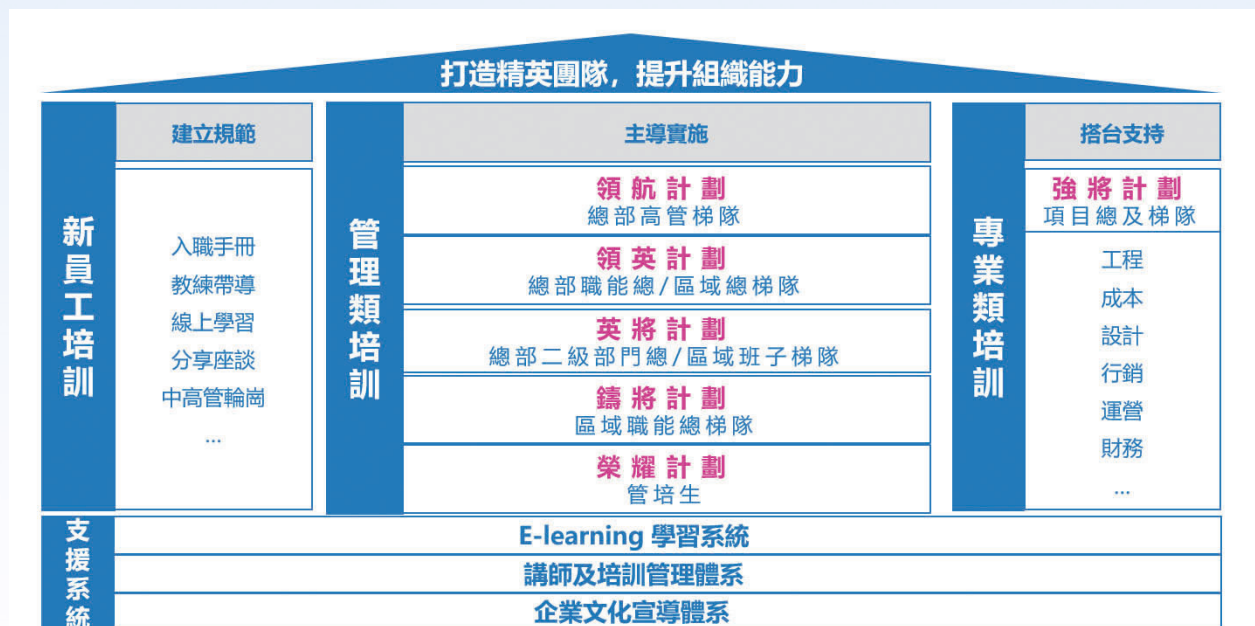 打造精英團隊，提升組織能力
新員工培訓
建立規範
入職手冊
教練帶導
線上學習
分享座談
中高管輪崗
...
管理類培訓
主導實施
領航計劃
總部高管梯隊
領英計劃
總部職能總/區域總梯隊
英將計劃
總部二級部門總/區域班子梯隊
鑄將計劃
區域職能總梯隊
榮耀計劃
管培生
專業類培訓
搭台支持
強將計劃
項目總及梯隊
工程
成本
設計
行銷
運營
財務
...
支援系統
E-learning 學習系統
講師及培訓管理體系
企業文化宣導體系